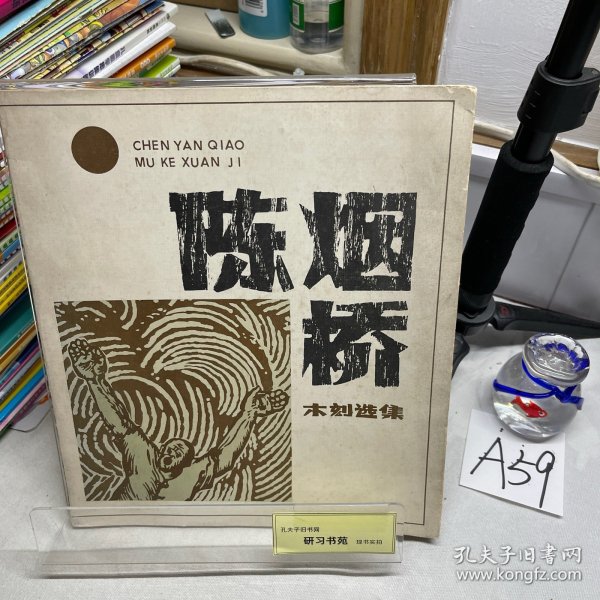 CHEN YAN QIAO
MU KE XUAN JI
陈烟
桥
木刻选集
孔夫子旧书网
研习书苑 现书实拍
A59
孔夫子旧书网
www.kongfz.com